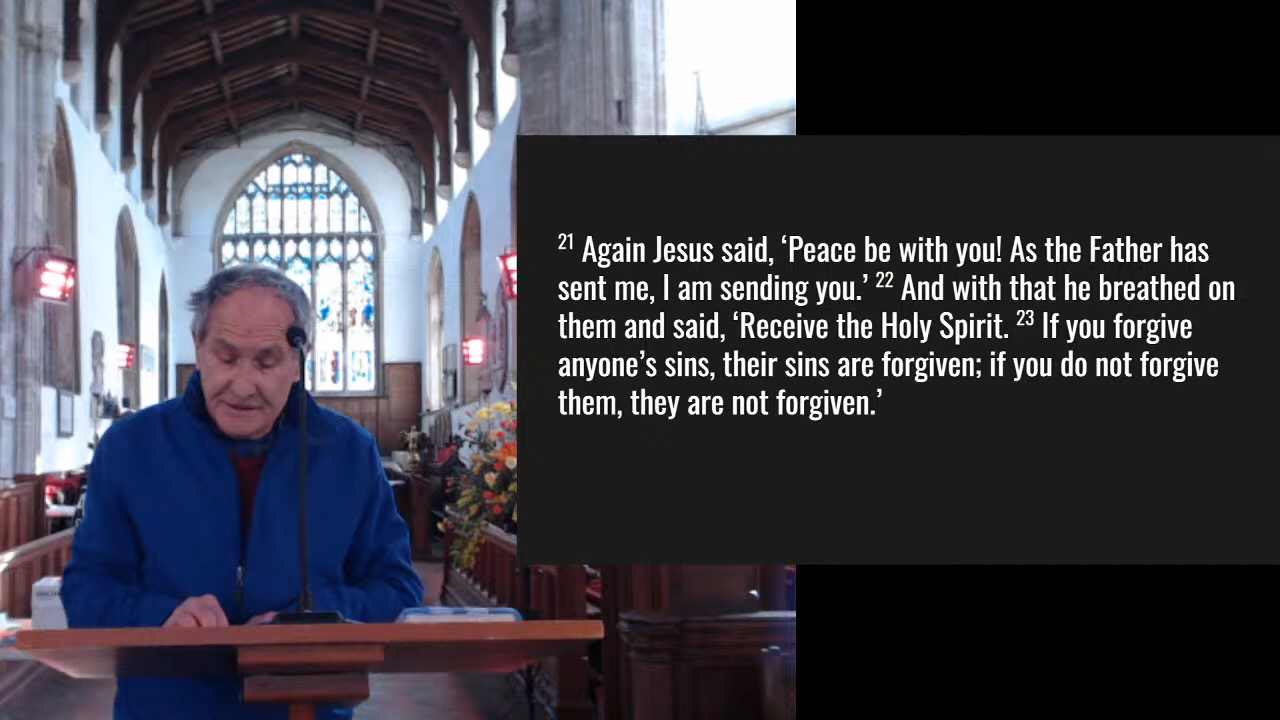 21 Again Jesus said, ‘Peace be with you! As the Father has
sent me, I am sending you.’ 22 And with that he breathed on
them and said, ‘Receive the Holy Spirit. 23 If you forgive
anyone’s sins, their sins are forgiven; if you do not forgive
them, they are not forgiven.’